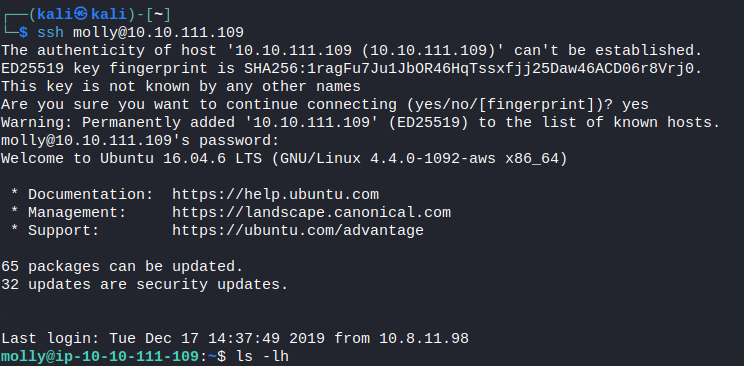 ┌──(kali㉿kali)-[~]
└─$ ssh molly@10.10.111.109
The authenticity of host '10.10.111.109 (10.10.111.109)' can't be established.
ED25519 key fingerprint is SHA256:1ragFu7Ju1JbOR46HqTssxfjj25Daw46ACD06r8Vrj0.
This key is not known by any other names
Are you sure you want to continue connecting (yes/no/[fingerprint])? yes
Warning: Permanently added '10.10.111.109' (ED25519) to the list of known hosts.
molly@10.10.111.109's password:
Welcome to Ubuntu 16.04.6 LTS (GNU/Linux 4.4.0-1092-aws x86_64)
* Documentation:  https://help.ubuntu.com
* Management:     https://landscape.canonical.com
* Support:        https://ubuntu.com/advantage
65 packages can be updated.
32 updates are security updates.
Last login: Tue Dec 17 14:37:49 2019 from 10.8.11.98
molly@ip-10-10-111-109:~$ ls -lh